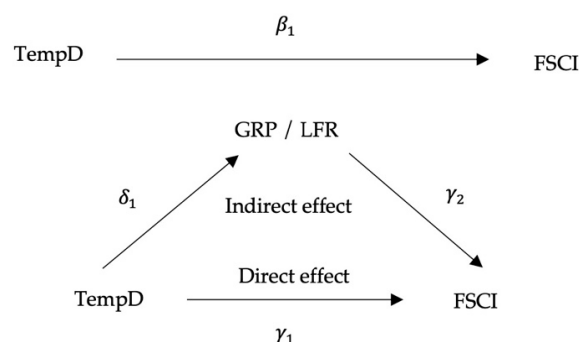 β₁
TempD
FSCI
GRP / LFR
δ₁
Indirect effect
γ₂
Direct effect
TempD
FSCI
γ₁